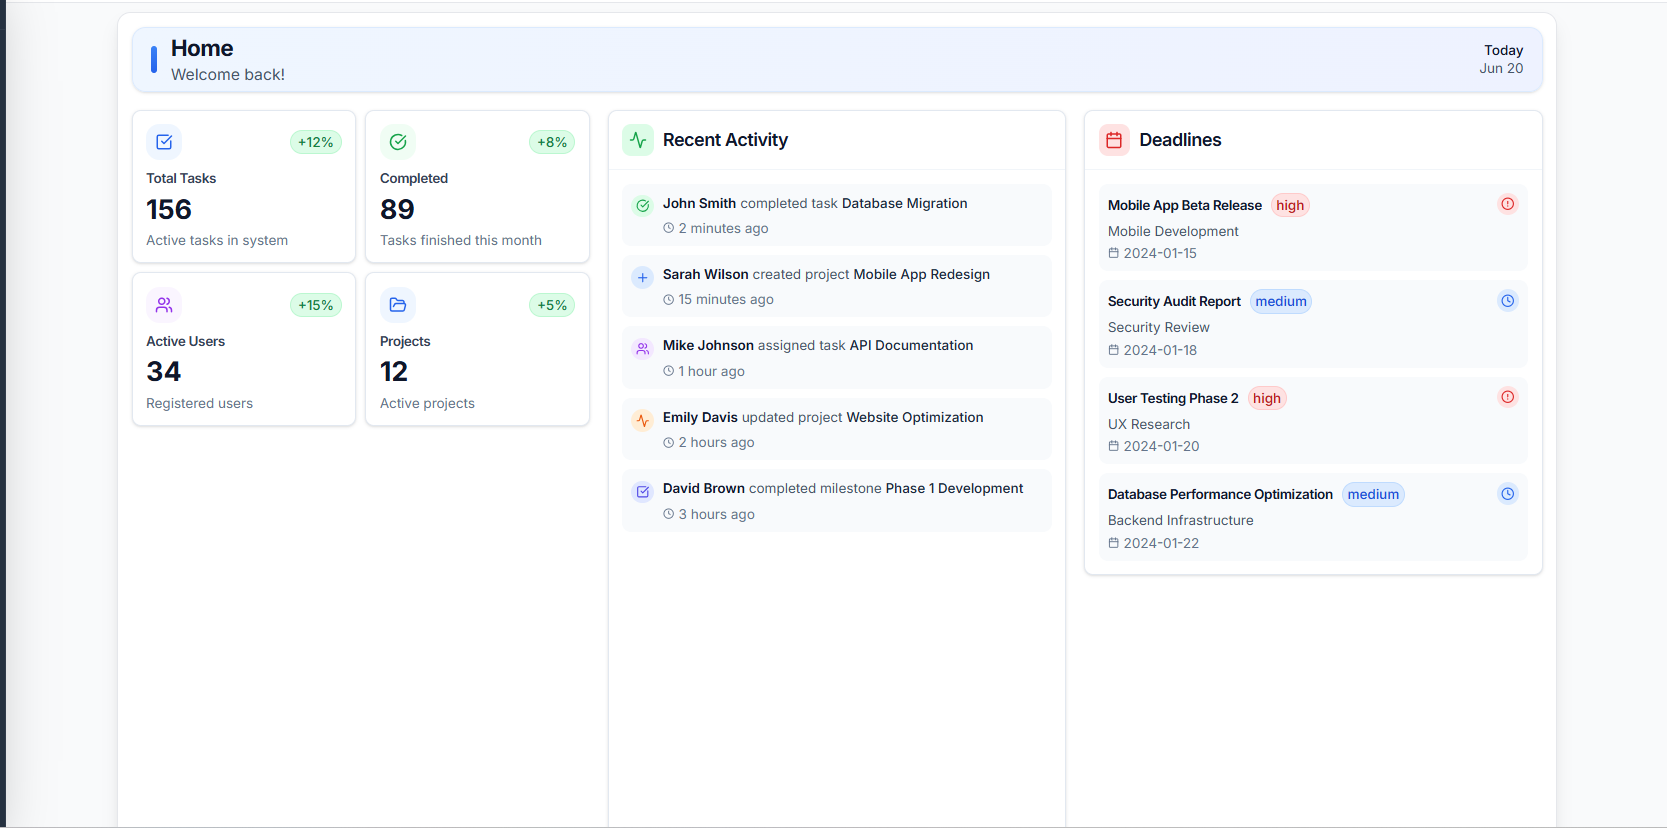 Home
Welcome back!
Today
Jun 20
+12%
Total Tasks
156
Active tasks in system
+8%
Completed
89
Tasks finished this month
+15%
Active Users
34
Registered users
+5%
Projects
12
Active projects
Recent Activity
John Smith completed task Database Migration
2 minutes ago
Sarah Wilson created project Mobile App Redesign
15 minutes ago
Mike Johnson assigned task API Documentation
1 hour ago
Emily Davis updated project Website Optimization
2 hours ago
David Brown completed milestone Phase 1 Development
3 hours ago
Deadlines
Mobile App Beta Release high
Mobile Development
2024-01-15
Security Audit Report medium
Security Review
2024-01-18
User Testing Phase 2 high
UX Research
2024-01-20
Database Performance Optimization medium
Backend Infrastructure
2024-01-22